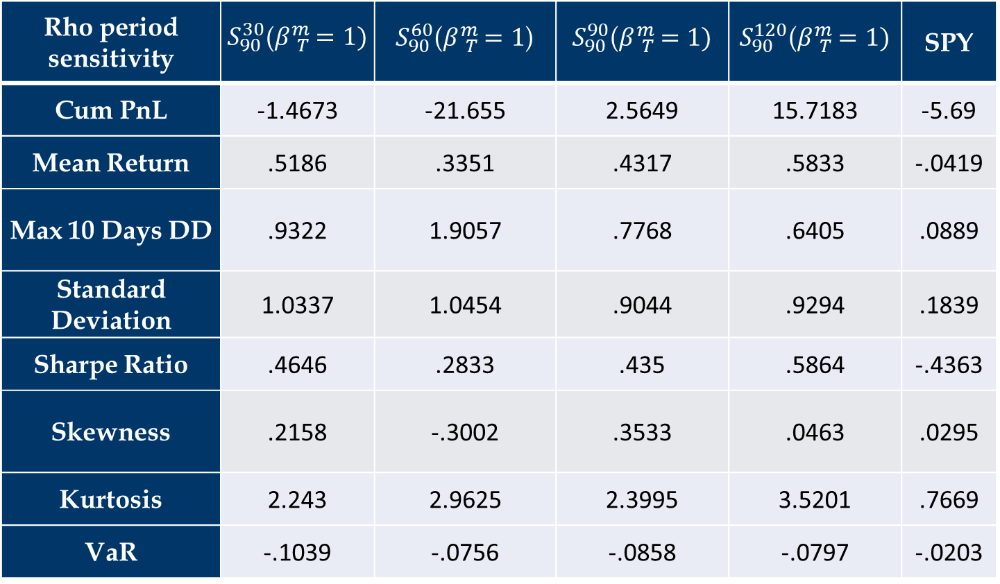 Rho period sensitivity | $S_{90}^{30}(\beta_{T}^{m} = 1)$ | $S_{90}^{60}(\beta_{T}^{m} = 1)$ | $S_{90}^{90}(\beta_{T}^{m} = 1)$ | $S_{90}^{120}(\beta_{T}^{m} = 1)$ | SPY
Cum PnL | -1.4673 | -21.655 | 2.5649 | 15.7183 | -5.69
Mean Return | .5186 | .3351 | .4317 | .5833 | -.0419
Max 10 Days DD | .9322 | 1.9057 | .7768 | .6405 | .0889
Standard Deviation | 1.0337 | 1.0454 | .9044 | .9294 | .1839
Sharpe Ratio | .4646 | .2833 | .435 | .5864 | -.4363
Skewness | .2158 | -.3002 | .3533 | .0463 | .0295
Kurtosis | 2.243 | 2.9625 | 2.3995 | 3.5201 | .7669
VaR | -.1039 | -.0756 | -.0858 | -.0797 | -.0203